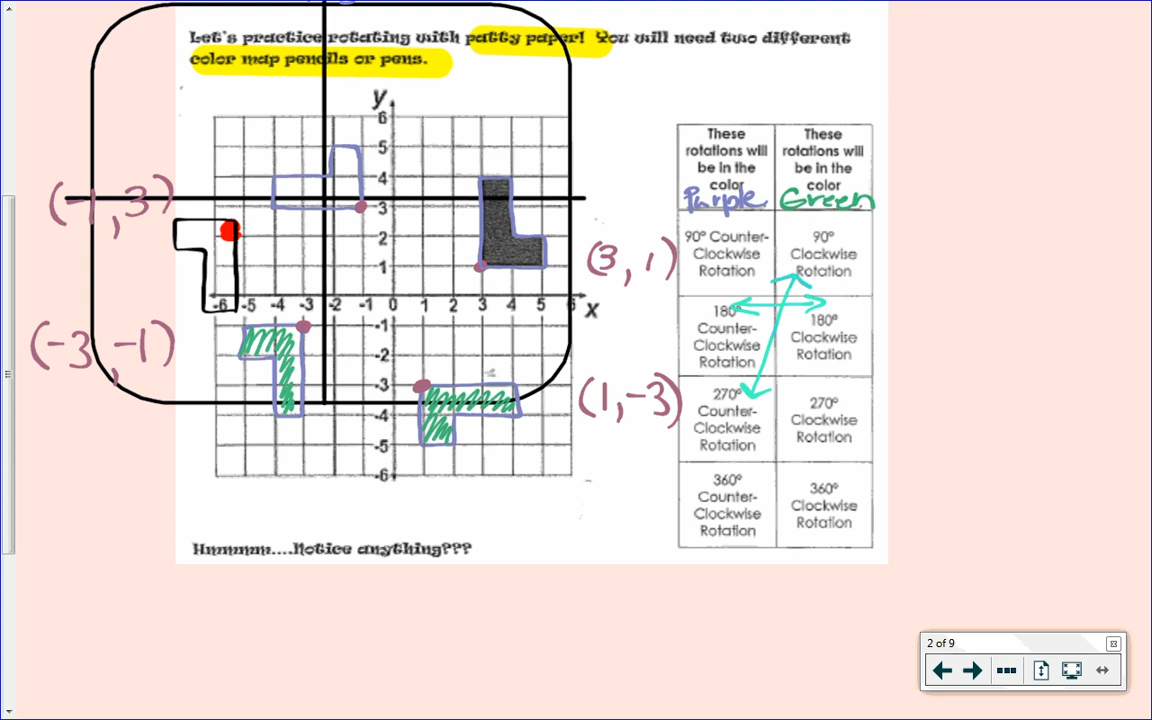 Let's practice rotating with patty paper! You will need two different
color map pencils or pens.
y
6
5
4
3
2
1
-6 -5 -4 -3 -2 -1 0 1 2 3 4 5 6 x
-1
-2
-3
-4
-5
-6
(-1,3)
(3,1)
(-3,-1)
(1,-3)
These
rotations will
be in the
color
Purple
These
rotations will
be in the
color
Green
90° Counter-
Clockwise
Rotation
90°
Clockwise
Rotation
180°
Counter-
Clockwise
Rotation
180°
Clockwise
Rotation
270°
Counter-
Clockwise
Rotation
270°
Clockwise
Rotation
360°
Counter-
Clockwise
Rotation
360°
Clockwise
Rotation
Hmmmm....Notice anything???
2 of 9